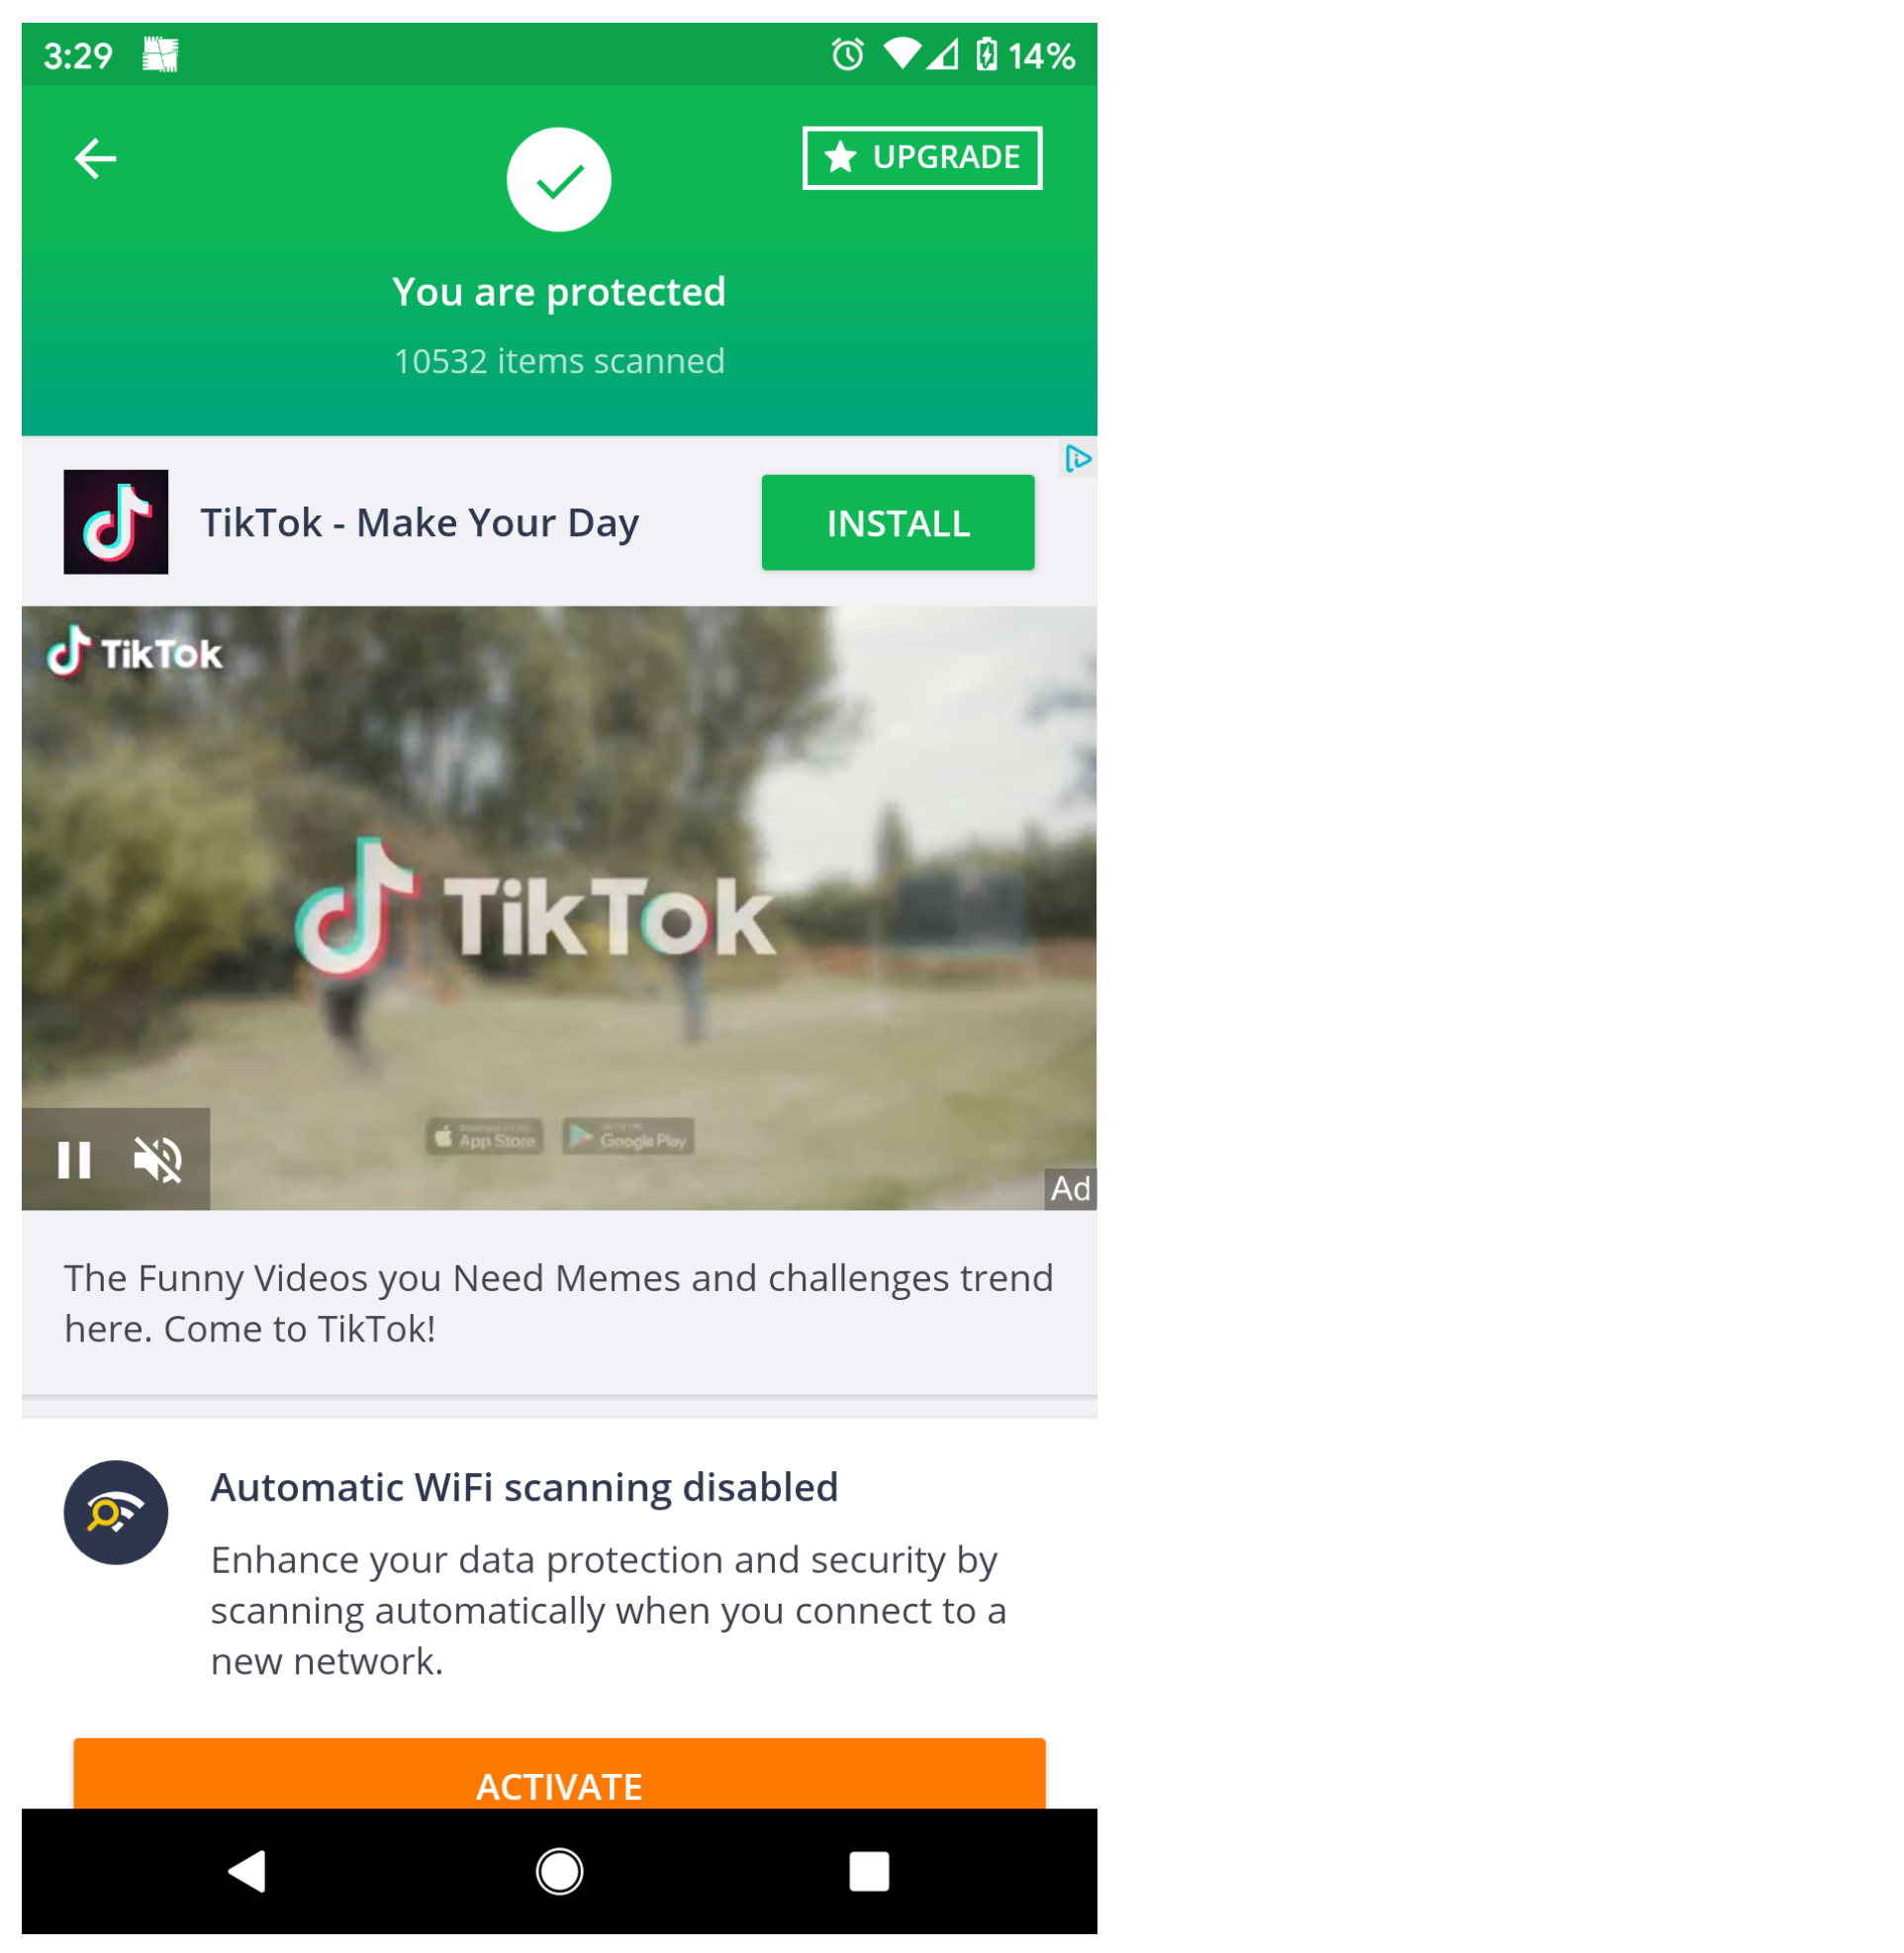 3:29
14%
UPGRADE
You are protected
10532 items scanned
TikTok - Make Your Day
INSTALL
TikTok
TikTok
App Store
Google Play
Ad
The Funny Videos you Need Memes and challenges trend
here. Come to TikTok!
Automatic WiFi scanning disabled
Enhance your data protection and security by
scanning automatically when you connect to a
new network.
ACTIVATE